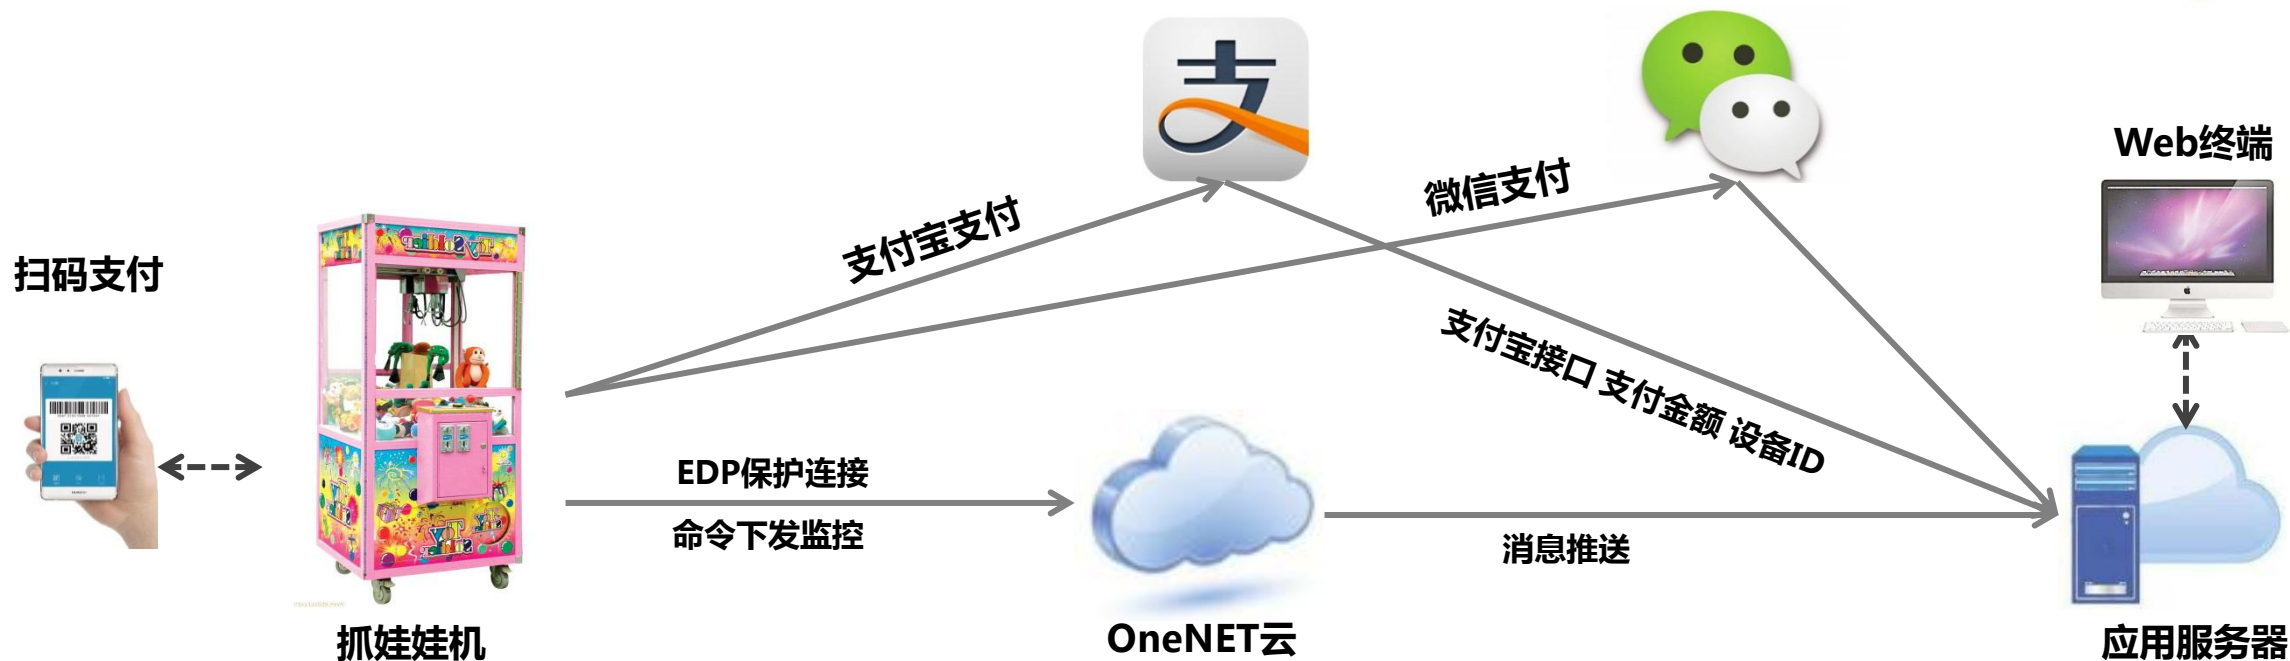 Web终端
微信支付
支付宝支付
扫码支付
支付宝接口 支付金额 设备ID
EDP保护连接
命令下发监控
消息推送
抓娃娃机
OneNET云
应用服务器